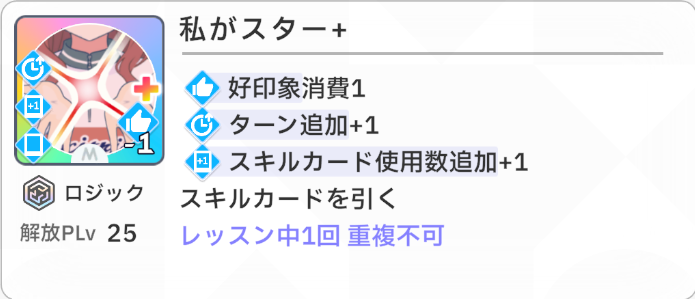 私がスター+
好印象消費1
ターン追加+1
+1
スキルカード使用数追加+1
スキルカードを引く
レッスン中1回 重複不可
+1
-1
M
ロジック
解放PLv 25